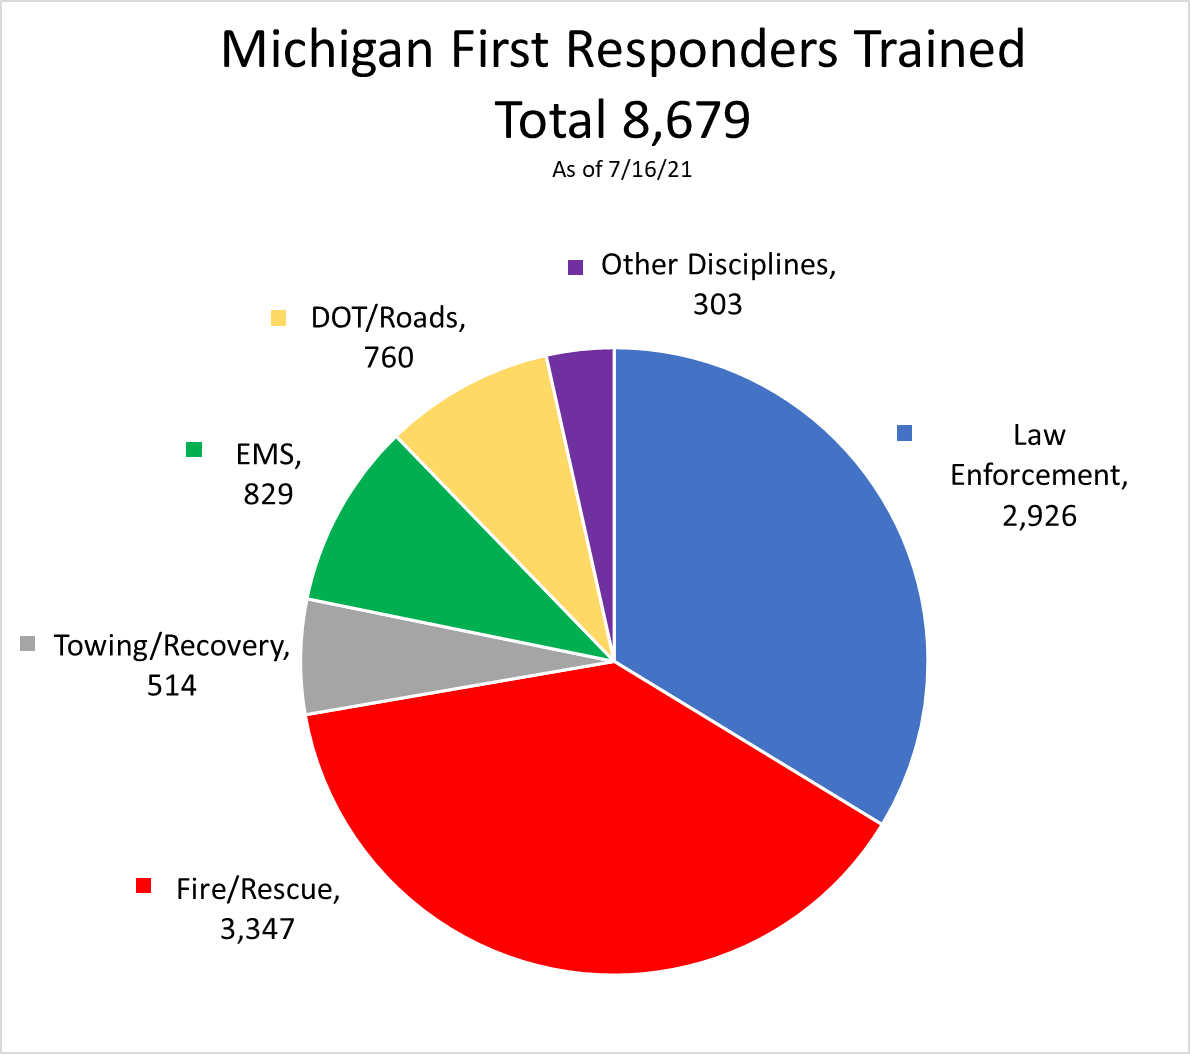 Michigan First Responders Trained
Total 8,679
As of 7/16/21
Other Disciplines,
303
DOT/Roads,
760
Law
Enforcement,
2,926
EMS,
829
Towing/Recovery,
514
Fire/Rescue,
3,347